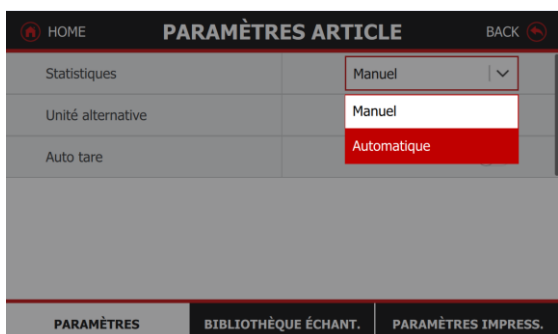 HOME PARAMÈTRES ARTICLE BACK
Statistiques Manuel
Unité alternative Manuel
Automatique
Auto tare
PARAMÈTRES BIBLIOTHÈQUE ÉCHANT. PARAMÈTRES IMPRESS.